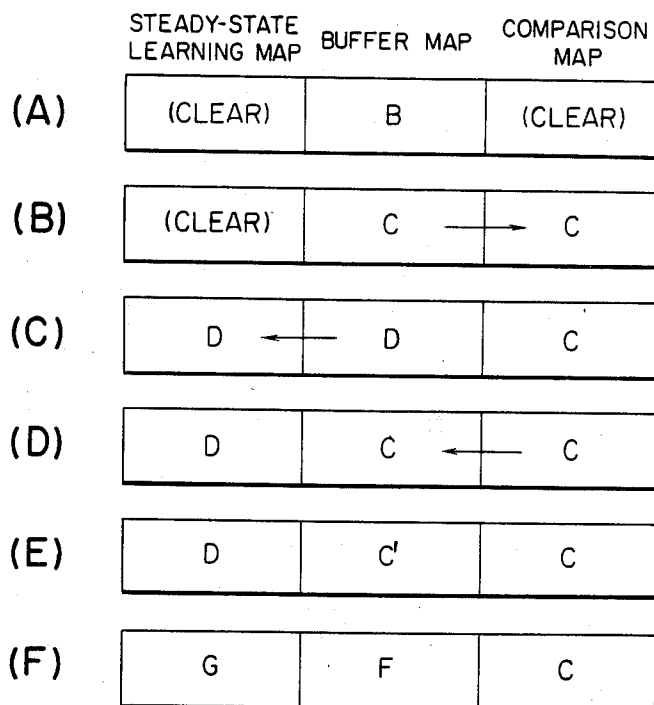 STEADY-STATE LEARNING MAP
BUFFER MAP
COMPARISON MAP
(A) (CLEAR) B (CLEAR)
(B) (CLEAR) C C
(C) D D C
(D) D C C
(E) D C' C
(F) G F C